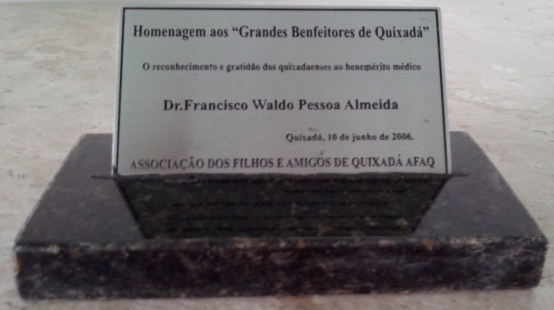 Homenagem aos “Grandes Benfeitores de Quixadá”
O reconhecimento e gratidão dos quixadaenses ao benemérito médico
Dr.Francisco Waldo Pessoa Almeida
Quixadá, 10 de junho de 2006.
ASSOCIAÇÃO DOS FILHOS E AMIGOS DE QUIXADÁ AFAQ